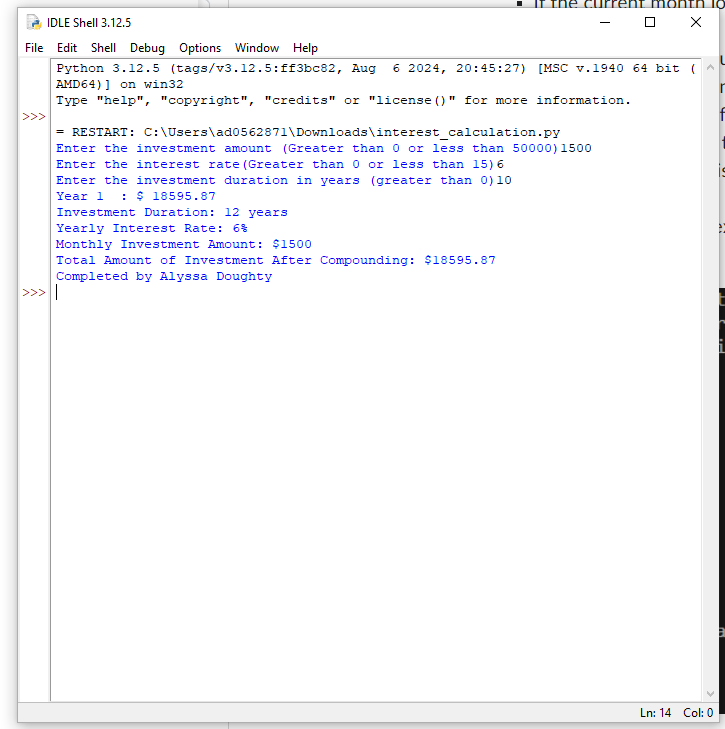 If the current month lo
IDLE Shell 3.12.5
File Edit Shell Debug Options Window Help
Python 3.12.5 (tags/v3.12.5:ff3bc82, Aug  6 2024, 20:45:27) [MSC v.1940 64 bit (
AMD64)] on win32
Type "help", "copyright", "credits" or "license()" for more information.
>>>
= RESTART: C:\Users\ad0562871\Downloads\interest_calculation.py
Enter the investment amount (Greater than 0 or less than 50000)1500
Enter the interest rate(Greater than 0 or less than 15)6
Enter the investment duration in years (greater than 0)10
Year 1  : $ 18595.87
Investment Duration: 12 years
Yearly Interest Rate: 6%
Monthly Investment Amount: $1500
Total Amount of Investment After Compounding: $18595.87
Completed by Alyssa Doughty
>>>
Ln: 14 Col: 0